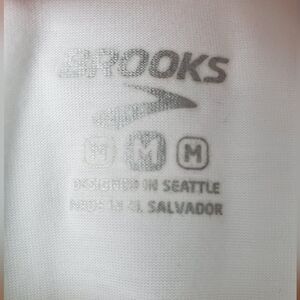 BROOKS
M M M
DESIGNED IN SEATTLE
MADE IN EL SALVADOR